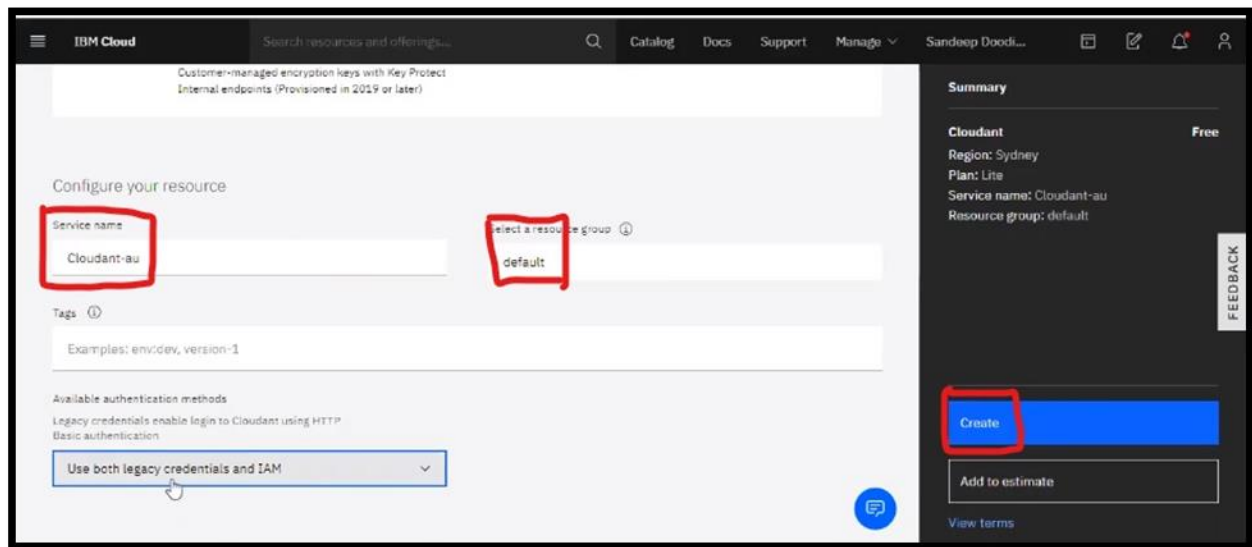 IBM Cloud Search resources and offerings... Catalog Docs Support Manage Sandeep Doodi...
Customer-managed encryption keys with Key Protect
Internal endpoints (Provisioned in 2019 or later)
Configure your resource
Service name
Cloudant-au
Select a resource group
default
Tags
Examples: env:dev, version-1
Available authentication methods
Legacy credentials enable login to Cloudant using HTTP
Basic authentication
Use both legacy credentials and IAM
Summary
Cloudant Free
Region: Sydney
Plan: Lite
Service name: Cloudant-au
Resource group: default
FEEDBACK
Create
Add to estimate
View terms